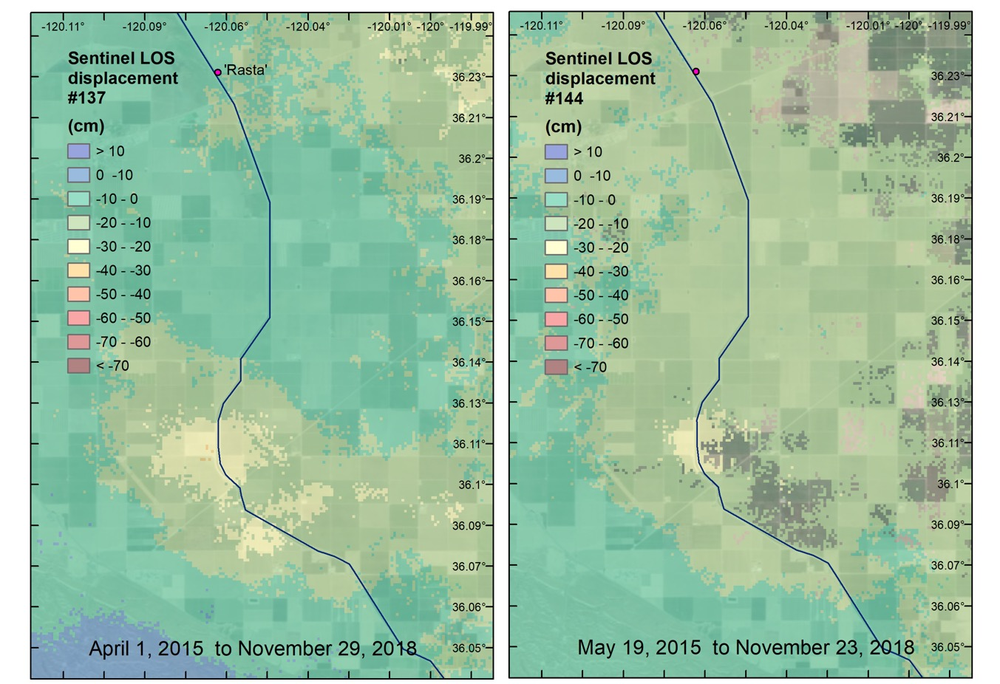 -120.11° -120.09° -120.06° -120.04° -120.01° -120° -119.99°
Sentinel LOS
displacement
#137
(cm)
> 10
0 -10
-10 - 0
-20 - -10
-30 - -20
-40 - -30
-50 - -40
-60 - -50
-70 - -60
< -70
'Rasta'
36.23°
36.21°
36.2°
36.19°
36.18°
36.16°
36.15°
36.14°
36.13°
36.11°
36.1°
36.09°
36.07°
36.06°
36.05°
April 1, 2015 to November 29, 2018
-120.11° -120.09° -120.06° -120.04° -120.01° -120° -119.99°
Sentinel LOS
displacement
#144
(cm)
> 10
0 -10
-10 - 0
-20 - -10
-30 - -20
-40 - -30
-50 - -40
-60 - -50
-70 - -60
< -70
36.23°
36.21°
36.2°
36.19°
36.18°
36.16°
36.15°
36.14°
36.13°
36.11°
36.1°
36.09°
36.07°
36.06°
36.05°
May 19, 2015 to November 23, 2018